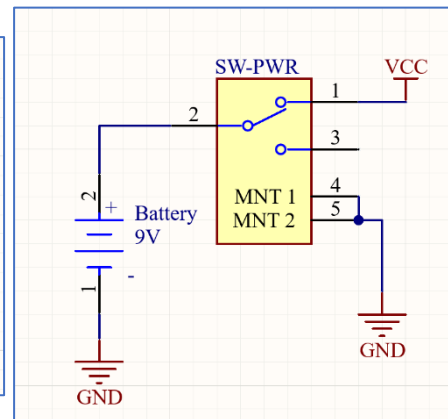 SW-PWR
VCC
1
2
3
MNT 1 4
MNT 2 5
2
+
Battery
9V
-
1
GND
GND